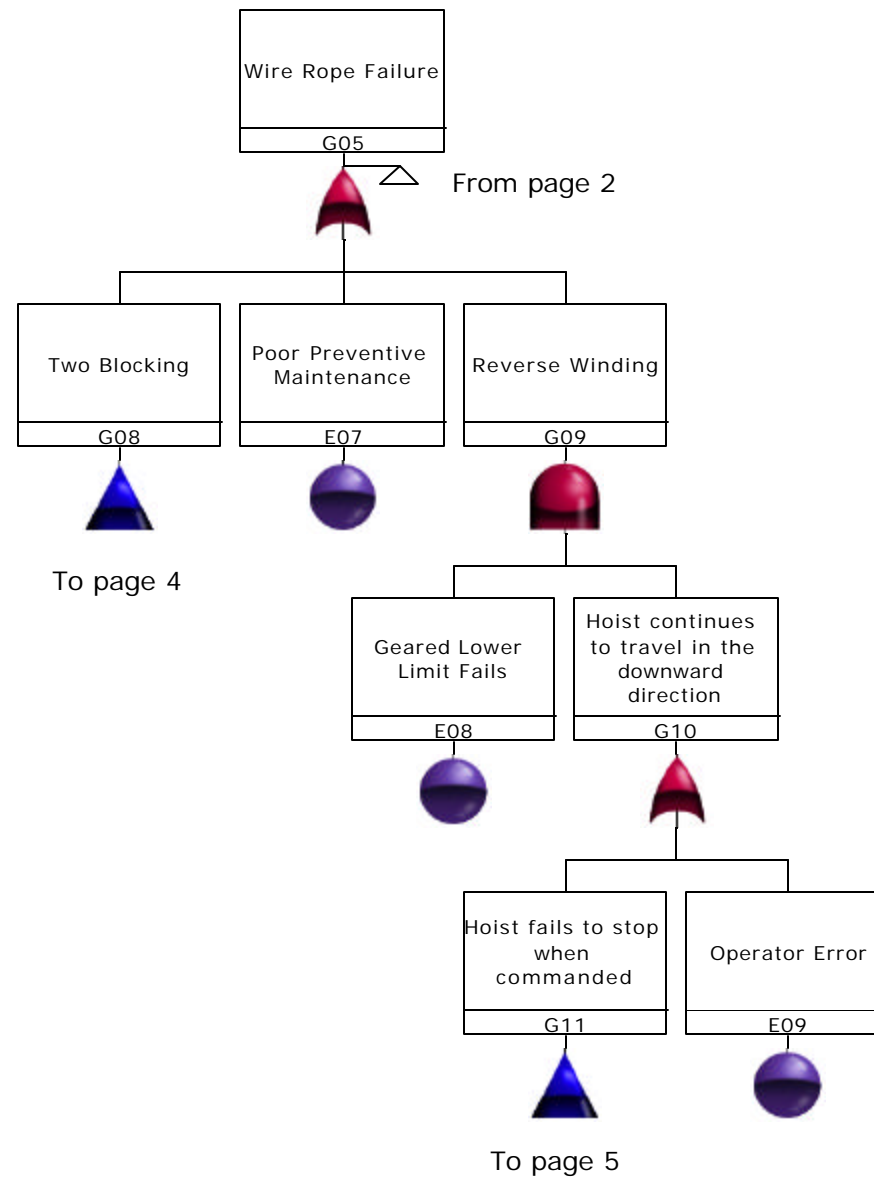 Wire Rope Failure
G05
From page 2
Two Blocking
G08
To page 4
Poor Preventive
Maintenance
E07
Reverse Winding
G09
Geared Lower
Limit Fails
E08
Hoist continues
to travel in the
downward
direction
G10
Hoist fails to stop
when
commanded
G11
To page 5
Operator Error
E09